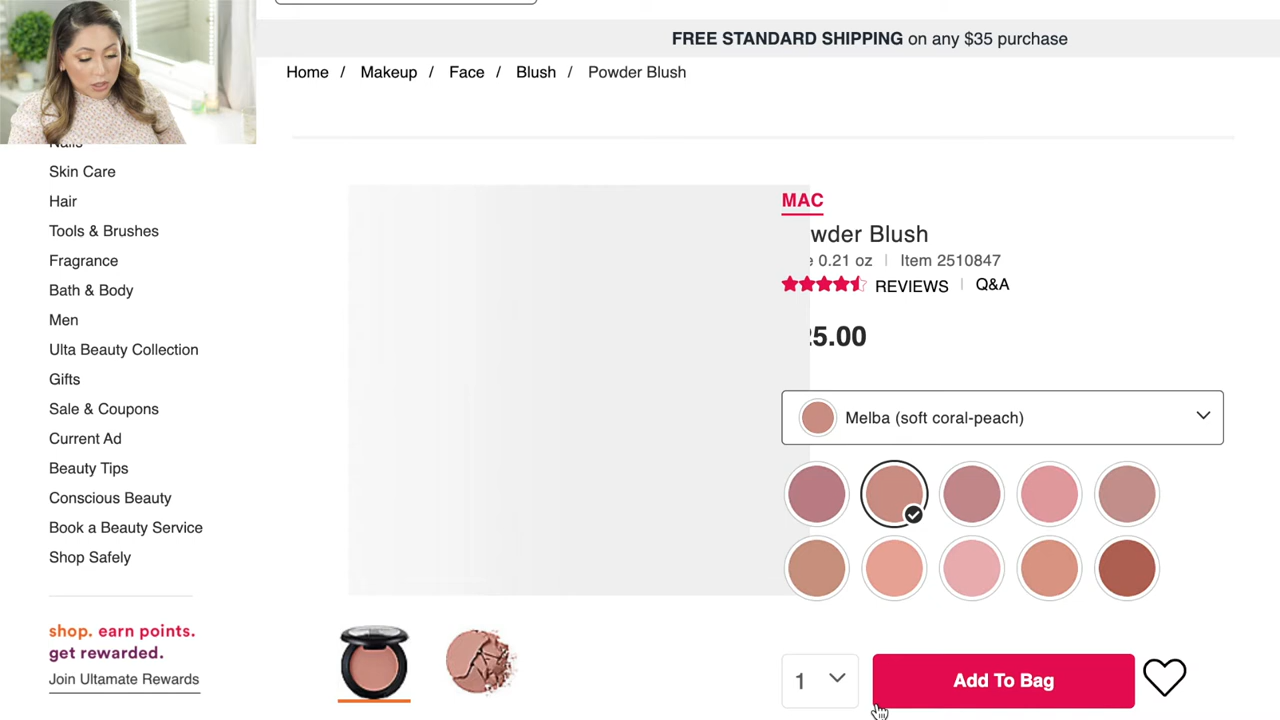 FREE STANDARD SHIPPING on any $35 purchase
Home / Makeup / Face / Blush / Powder Blush
Nails
Skin Care
Hair
Tools & Brushes
Fragrance
Bath & Body
Men
Ulta Beauty Collection
Gifts
Sale & Coupons
Current Ad
Beauty Tips
Conscious Beauty
Book a Beauty Service
Shop Safely
shop. earn points.
get rewarded.
Join Ultamate Rewards
MAC
wder Blush
e 0.21 oz | Item 2510847
REVIEWS | Q&A
25.00
Melba (soft coral-peach)
1
Add To Bag